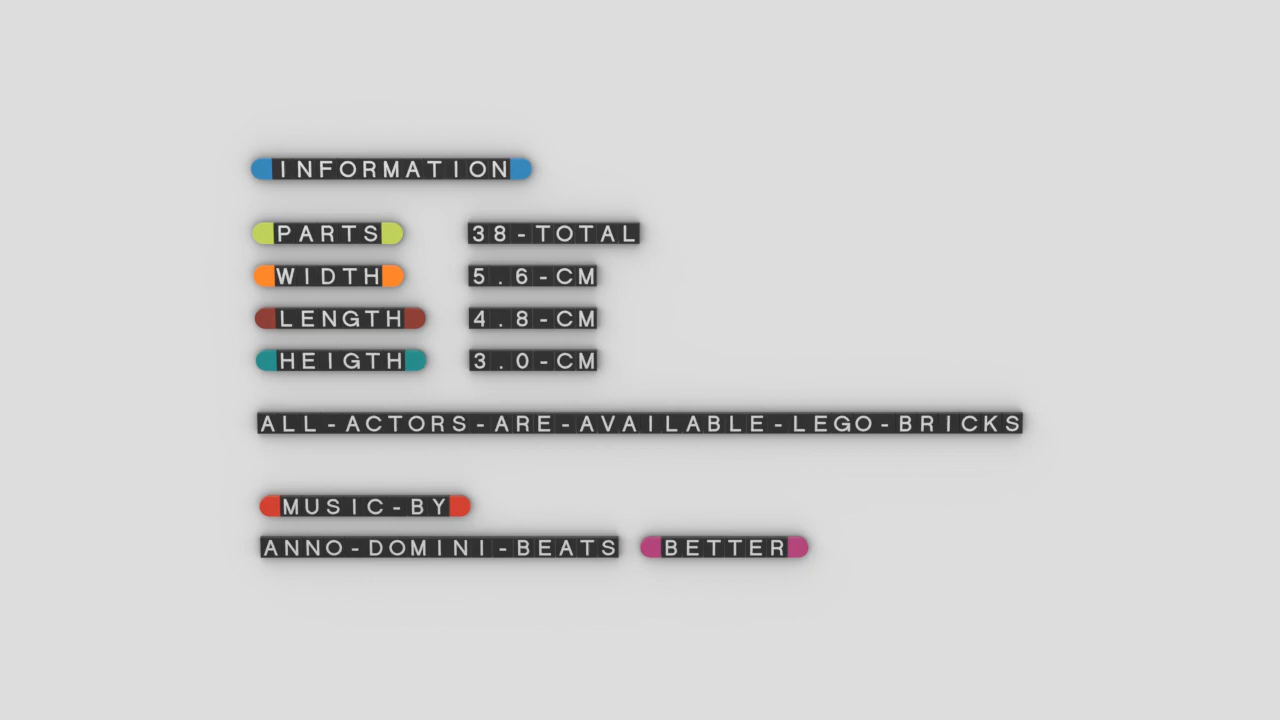 INFORMATION
PARTS 38-TOTAL
WIDTH 5.6-CM
LENGTH 4.8-CM
HEIGTH 3.0-CM
ALL-ACTORS-ARE-AVAILABLE-LEGO-BRICKS
MUSIC-BY
ANNO-DOMINI-BEATS BETTER